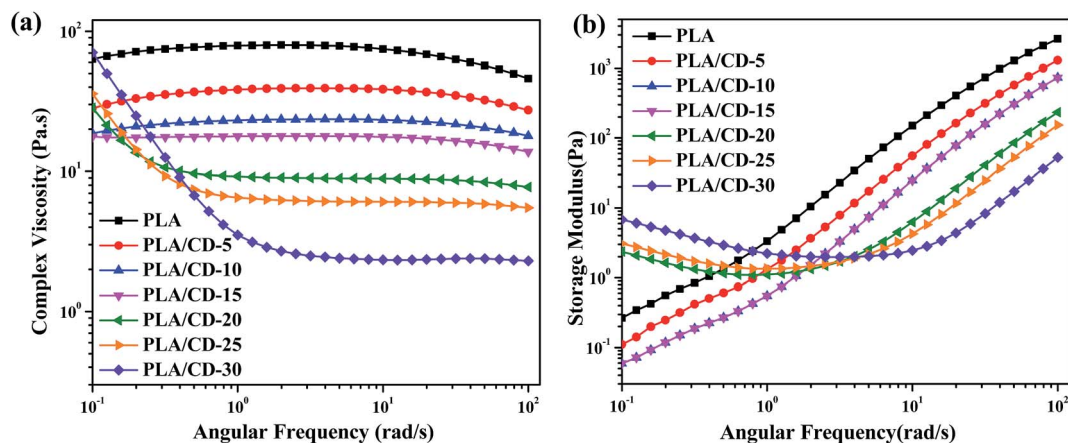 (a)
Complex Viscosity (Pa.s)
10²
10¹
10⁰
PLA
PLA/CD-5
PLA/CD-10
PLA/CD-15
PLA/CD-20
PLA/CD-25
PLA/CD-30
10⁻¹ 10⁰ 10¹ 10²
Angular Frequency (rad/s)
(b)
Storage Modulus(Pa)
10³
10²
10¹
10⁰
10⁻¹
PLA
PLA/CD-5
PLA/CD-10
PLA/CD-15
PLA/CD-20
PLA/CD-25
PLA/CD-30
10⁻¹ 10⁰ 10¹ 10²
Angular Frequency(rad/s)